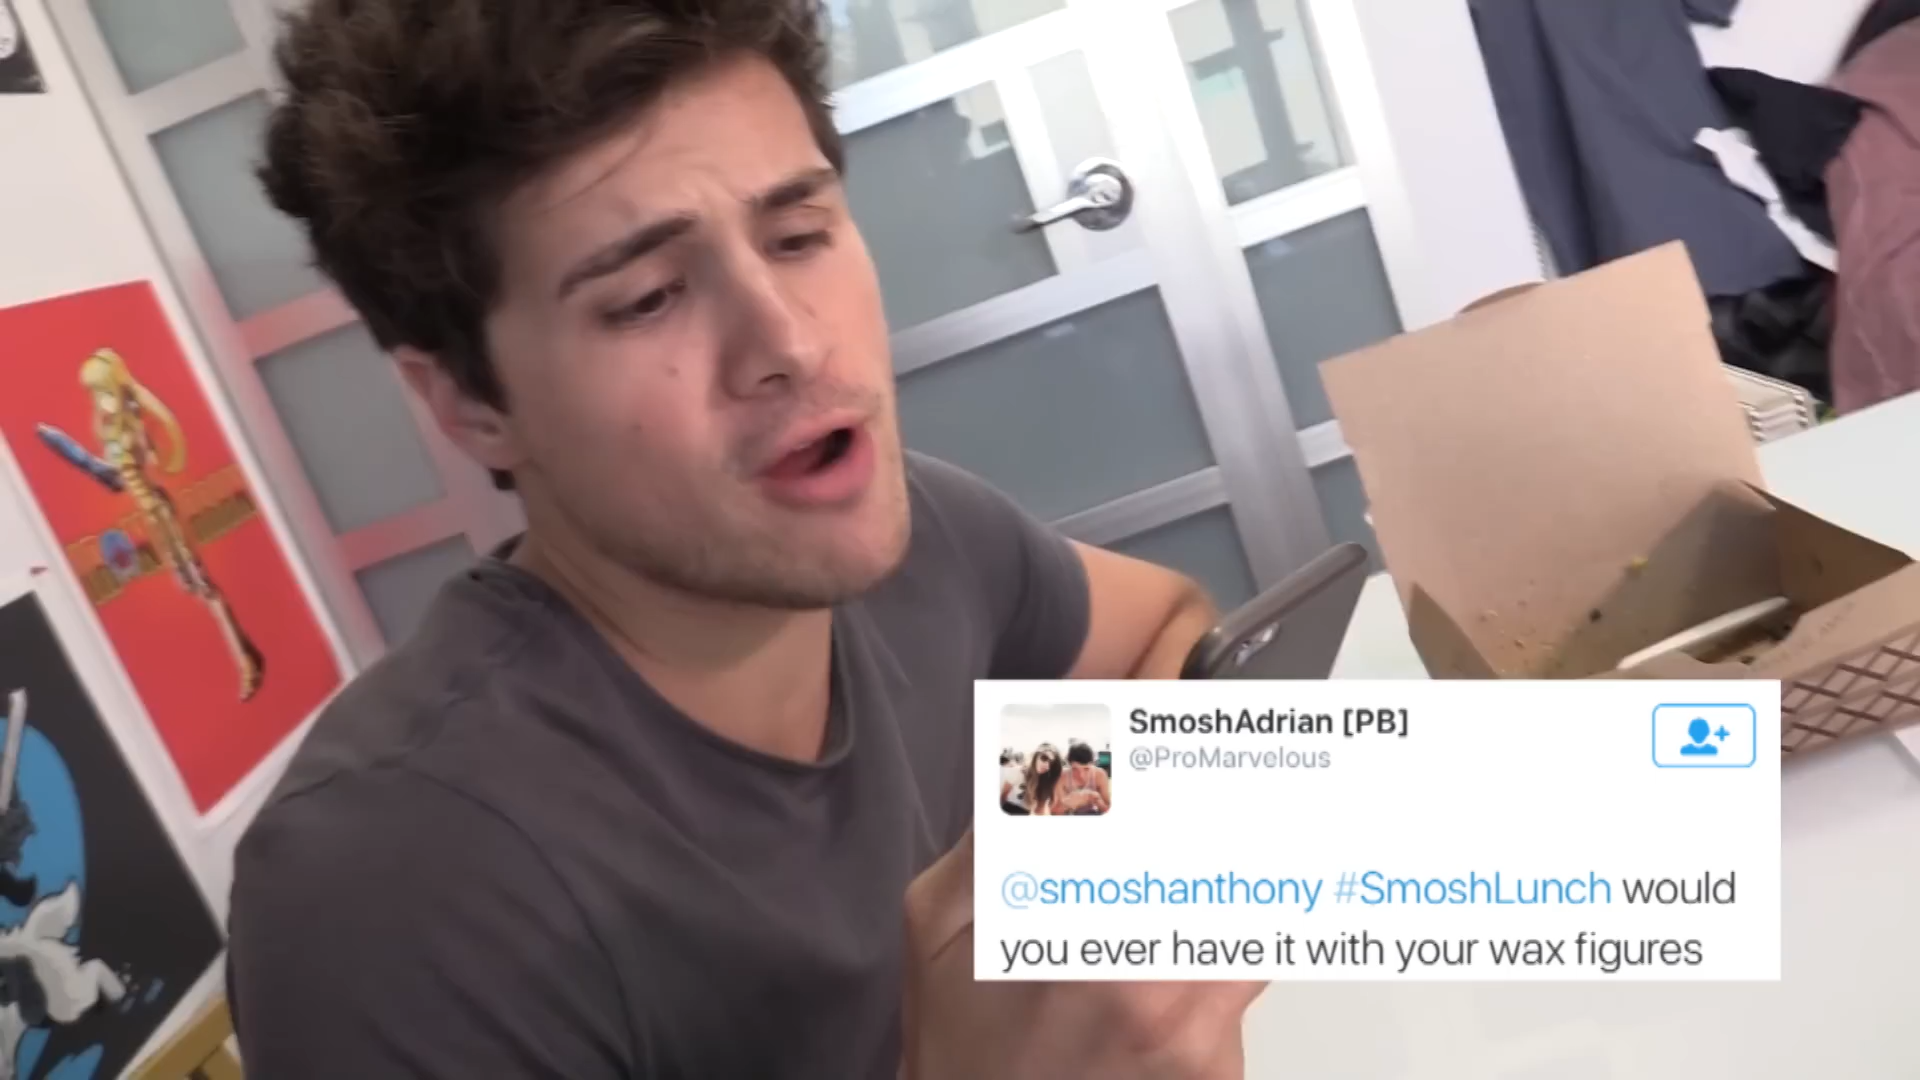 SmoshAdrian [PB]
@ProMarvelous
@smoshanthony #SmoshLunch would
you ever have it with your wax figures